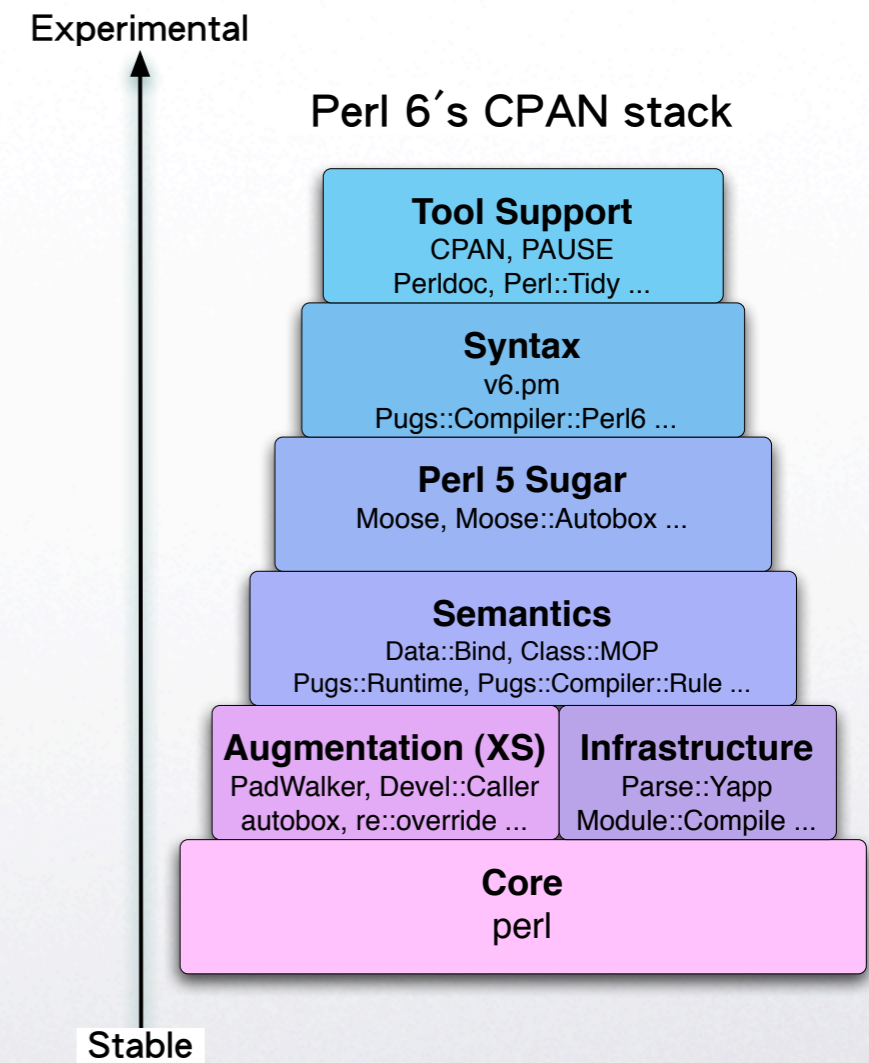 Experimental
Perl 6´s CPAN stack
Tool Support
CPAN, PAUSE
Perldoc, Perl::Tidy ...
Syntax
v6.pm
Pugs::Compiler::Perl6 ...
Perl 5 Sugar
Moose, Moose::Autobox ...
Semantics
Data::Bind, Class::MOP
Pugs::Runtime, Pugs::Compiler::Rule ...
Augmentation (XS)
PadWalker, Devel::Caller
autobox, re::override ...
Infrastructure
Parse::Yapp
Module::Compile ...
Core
perl
Stable